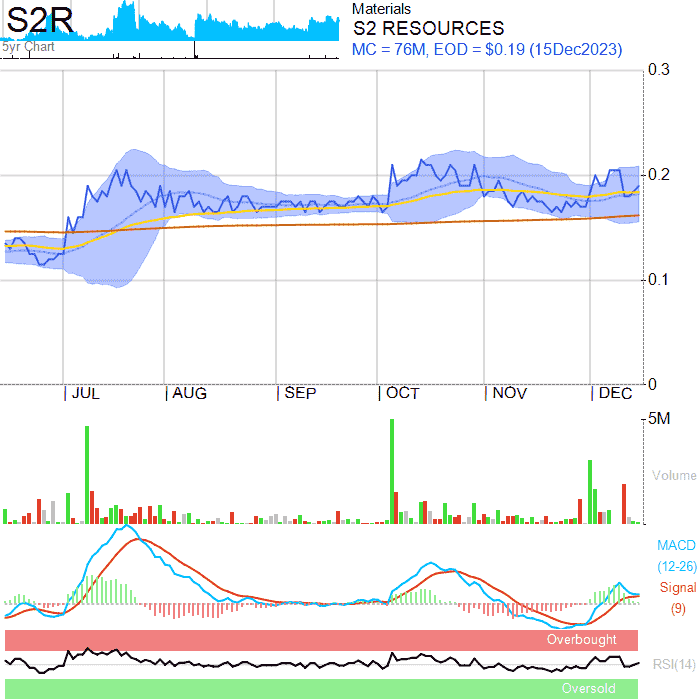 S2R
5yr Chart
Materials
S2 RESOURCES
MC = 76M, EOD = $0.19 (15Dec2023)
0.3
0.2
0.1
0
JUL AUG SEP OCT NOV DEC
5M
Volume
MACD
(12-26)
Signal
(9)
Overbought
RSI(14)
Oversold